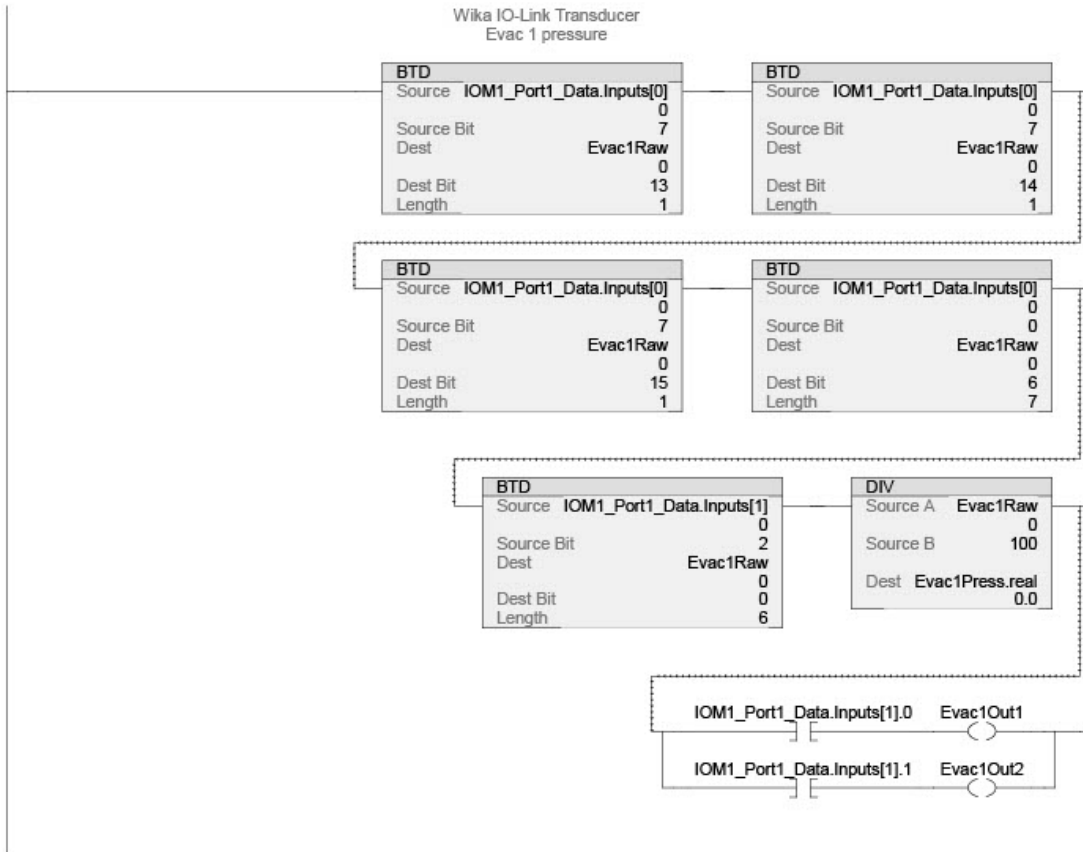 Wika IO-Link Transducer
Evac 1 pressure
BTD
Source IOM1_Port1_Data.Inputs[0]
0
Source Bit 7
Dest Evac1Raw
0
Dest Bit 13
Length 1
BTD
Source IOM1_Port1_Data.Inputs[0]
0
Source Bit 7
Dest Evac1Raw
0
Dest Bit 14
Length 1
BTD
Source IOM1_Port1_Data.Inputs[0]
0
Source Bit 7
Dest Evac1Raw
0
Dest Bit 15
Length 1
BTD
Source IOM1_Port1_Data.Inputs[0]
0
Source Bit 0
Dest Evac1Raw
0
Dest Bit 6
Length 7
BTD
Source IOM1_Port1_Data.Inputs[1]
0
Source Bit 2
Dest Evac1Raw
0
Dest Bit 0
Length 6
DIV
Source A Evac1Raw
0
Source B 100
Dest Evac1Press.real
0.0
IOM1_Port1_Data.Inputs[1].0 Evac1Out1
IOM1_Port1_Data.Inputs[1].1 Evac1Out2